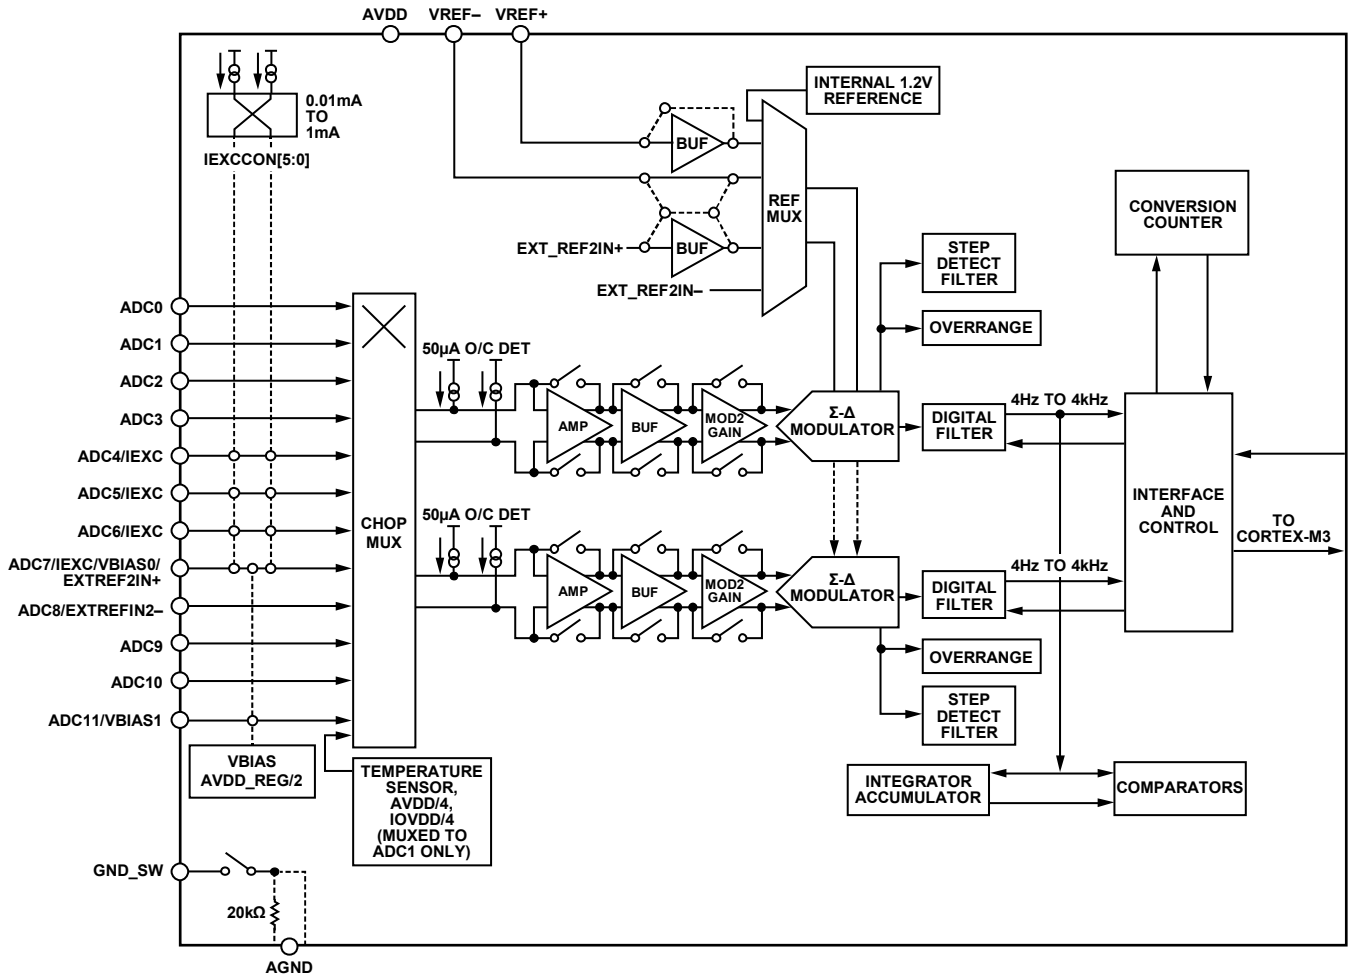 AVDD
VREF–
VREF+
0.01mA
TO
1mA
IEXCCON[5:0]
INTERNAL 1.2V
REFERENCE
BUF
REF
MUX
EXT_REF2IN+
BUF
EXT_REF2IN–
STEP
DETECT
FILTER
OVERRANGE
CONVERSION
COUNTER
ADC0
ADC1
ADC2
ADC3
ADC4/IEXC
ADC5/IEXC
ADC6/IEXC
ADC7/IEXC/VBIAS0/
EXTREF2IN+
ADC8/EXTREFIN2–
ADC9
ADC10
ADC11/VBIAS1
CHOP
MUX
50µA O/C DET
AMP
BUF
MOD2
GAIN
Σ-Δ
MODULATOR
DIGITAL
FILTER
4Hz TO 4kHz
INTERFACE
AND
CONTROL
TO
CORTEX-M3
50µA O/C DET
AMP
BUF
MOD2
GAIN
Σ-Δ
MODULATOR
DIGITAL
FILTER
4Hz TO 4kHz
OVERRANGE
STEP
DETECT
FILTER
VBIAS
AVDD_REG/2
TEMPERATURE
SENSOR,
AVDD/4,
IOVDD/4
(MUXED TO
ADC1 ONLY)
INTEGRATOR
ACCUMULATOR
COMPARATORS
GND_SW
20kΩ
AGND